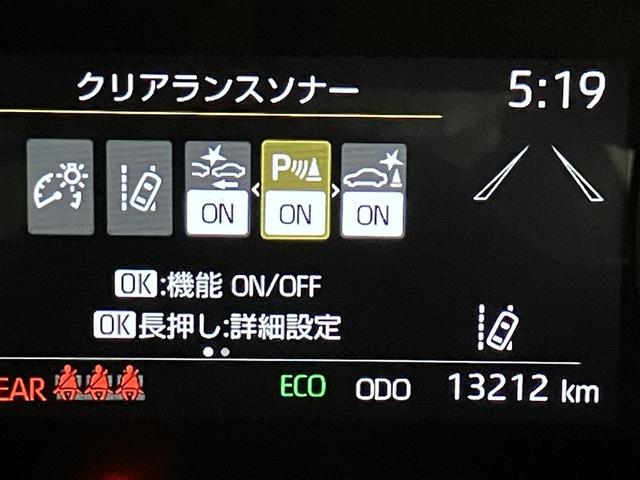 クリアランスソナー
5:19
ON
P
ON
ON
OK:機能 ON/OFF
OK長押し:詳細設定
EAR
ECO
ODO
13212 km